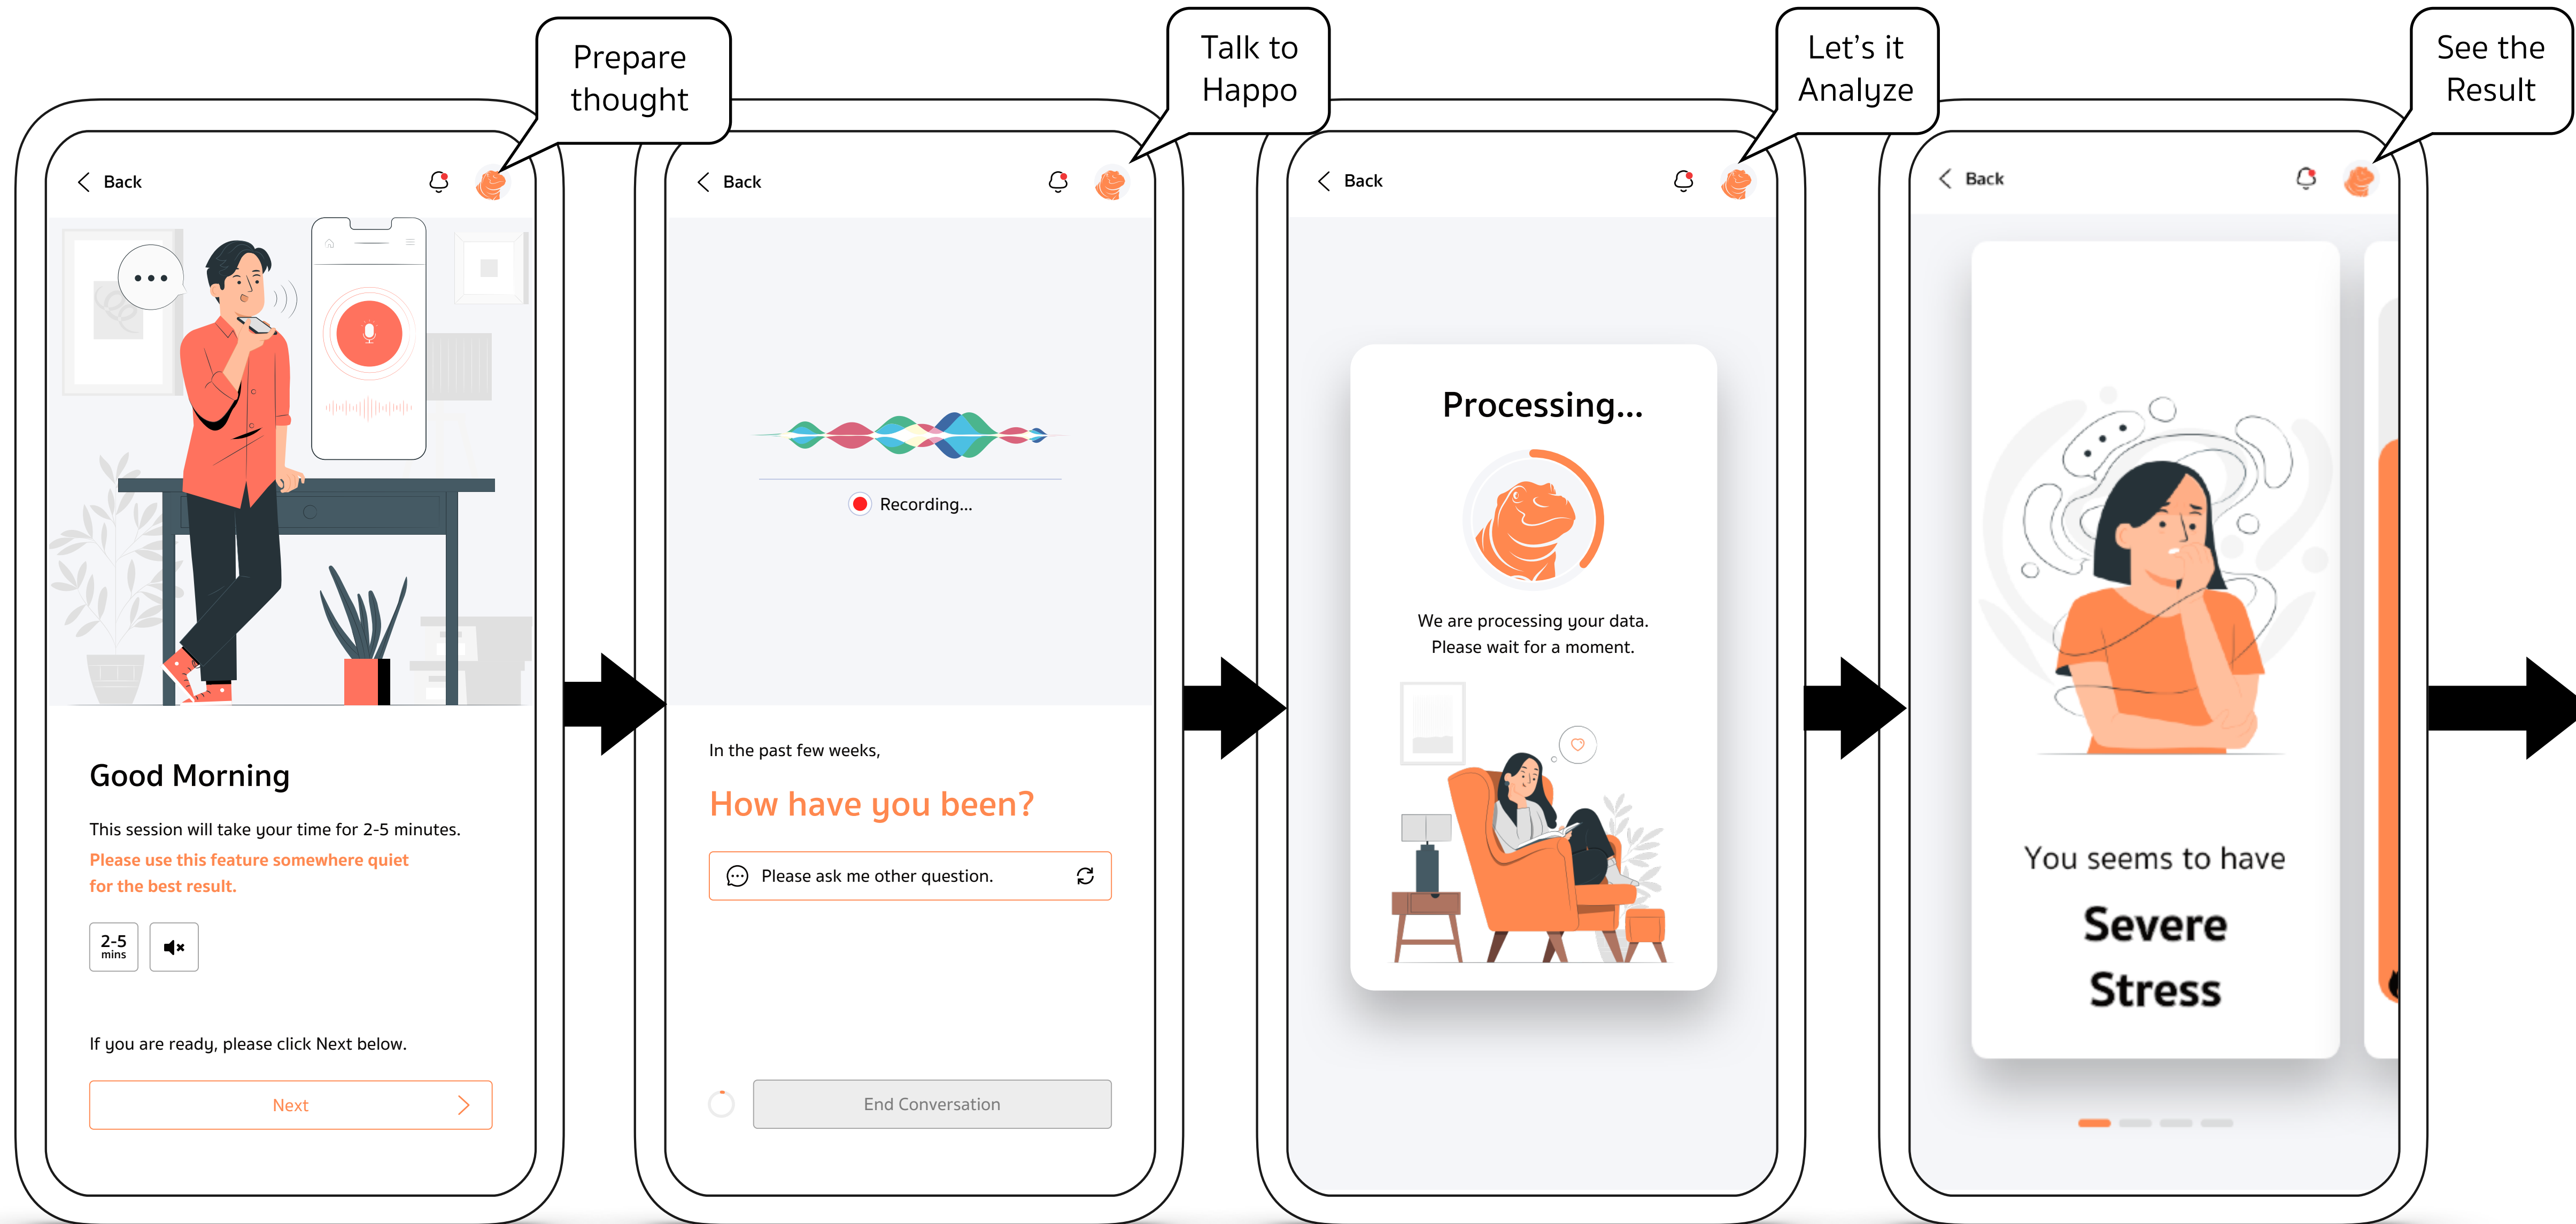 Prepare
thought
Back
Good Morning
This session will take your time for 2-5 minutes.
Please use this feature somewhere quiet
for the best result.
2-5
mins
If you are ready, please click Next below.
Next
Talk to
Happo
Back
Recording...
In the past few weeks,
How have you been?
Please ask me other question.
End Conversation
Let's it
Analyze
Back
Processing...
We are processing your data.
Please wait for a moment.
See the
Result
Back
You seems to have
Severe
Stress